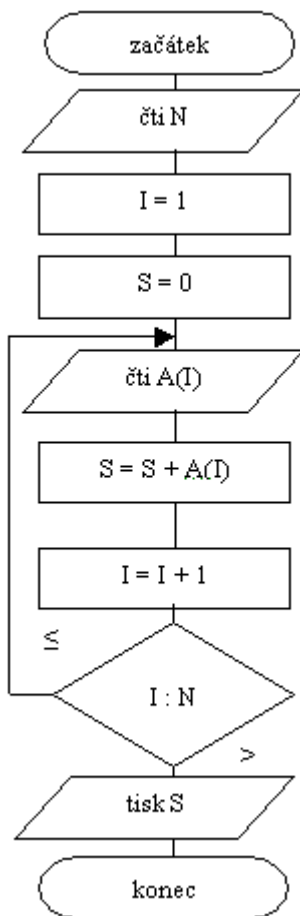 začátek
čti N
I = 1
S = 0
čti A(I)
S = S + A(I)
I = I + 1
≤
I : N
>
tisk S
konec